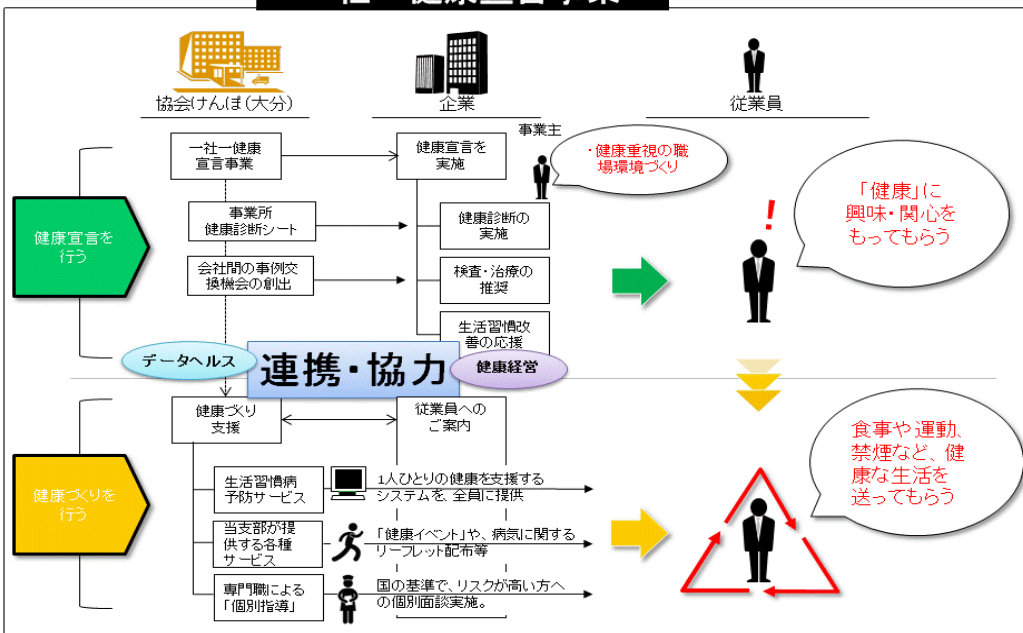 一社一健康宣言事業
協会けんぽ(大分)
企業
従業員
事業主
一社一健康
宣言事業
健康宣言を
実施
・健康重視の職
場環境づくり
「健康」に
興味・関心を
もってもらう
!
事業所
健康診断シート
健康診断の
実施
健康宣言を
行う
会社間の事例交
換機会の創出
検査・治療の
推奨
生活習慣改
善の応援
データヘルス
連携・協力
健康経営
健康づくり
支援
従業員への
ご案内
食事や運動、
禁煙など、健
康な生活を
送ってもらう
健康づくりを
行う
生活習慣病
予防サービス
1人ひとりの健康を支援する
システムを、全員に提供
当支部が提
供する各種
サービス
「健康イベント」や、病気に関する
リーフレット配布等
専門職による
「個別指導」
国の基準で、リスクが高い方へ
の個別面談実施。